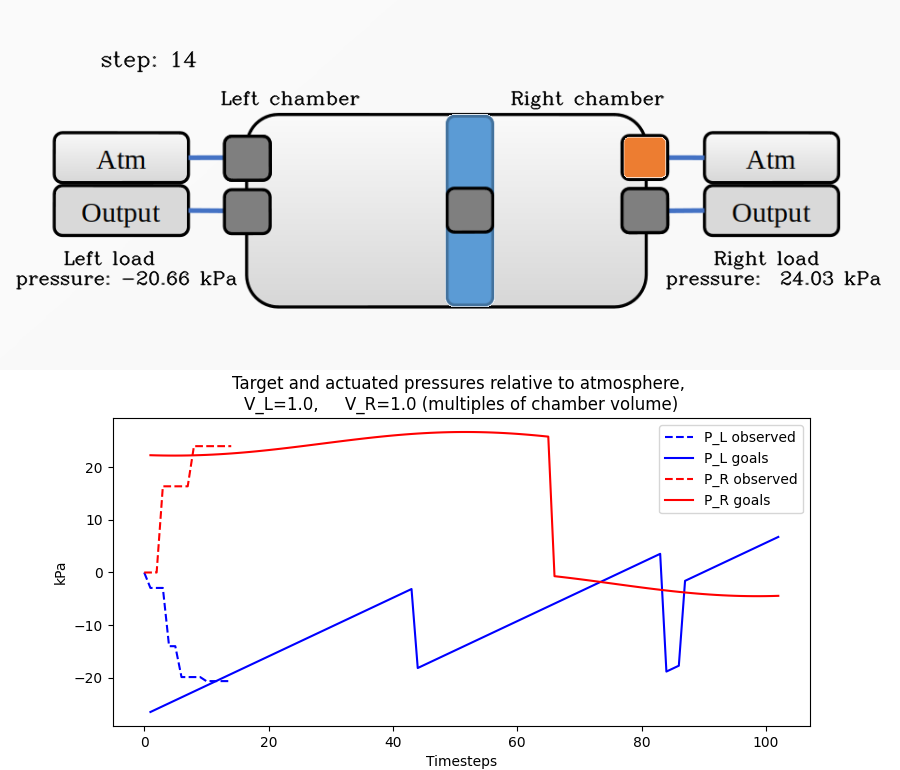 step: 14
Left chamber
Right chamber
Atm
Atm
Output
Output
Left load
pressure: −20.66 kPa
Right load
pressure: 24.03 kPa
Target and actuated pressures relative to atmosphere,
V_L=1.0, V_R=1.0 (multiples of chamber volume)
P_L observed
P_L goals
P_R observed
P_R goals
kPa
20
10
0
−10
−20
0 20 40 60 80 100
Timesteps